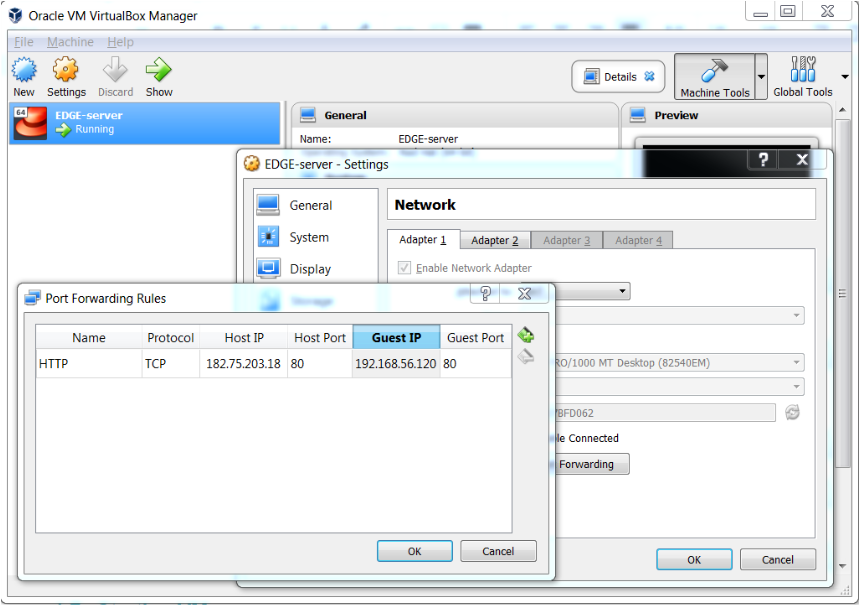 Oracle VM VirtualBox Manager
File Machine Help
New Settings Discard Show
Details
Machine Tools
Global Tools
64
EDGE-server
Running
General
Name: EDGE-server
Preview
EDGE-server - Settings
?
X
General
System
Display
Storage
Network
Adapter 1 Adapter 2 Adapter 3 Adapter 4
Enable Network Adapter
RO/1000 MT Desktop (82540EM)
BFD062
le Connected
Forwarding
OK Cancel
Port Forwarding Rules
?
X
Name Protocol Host IP Host Port Guest IP Guest Port
HTTP TCP 182.75.203.18 80 192.168.56.120 80
OK Cancel